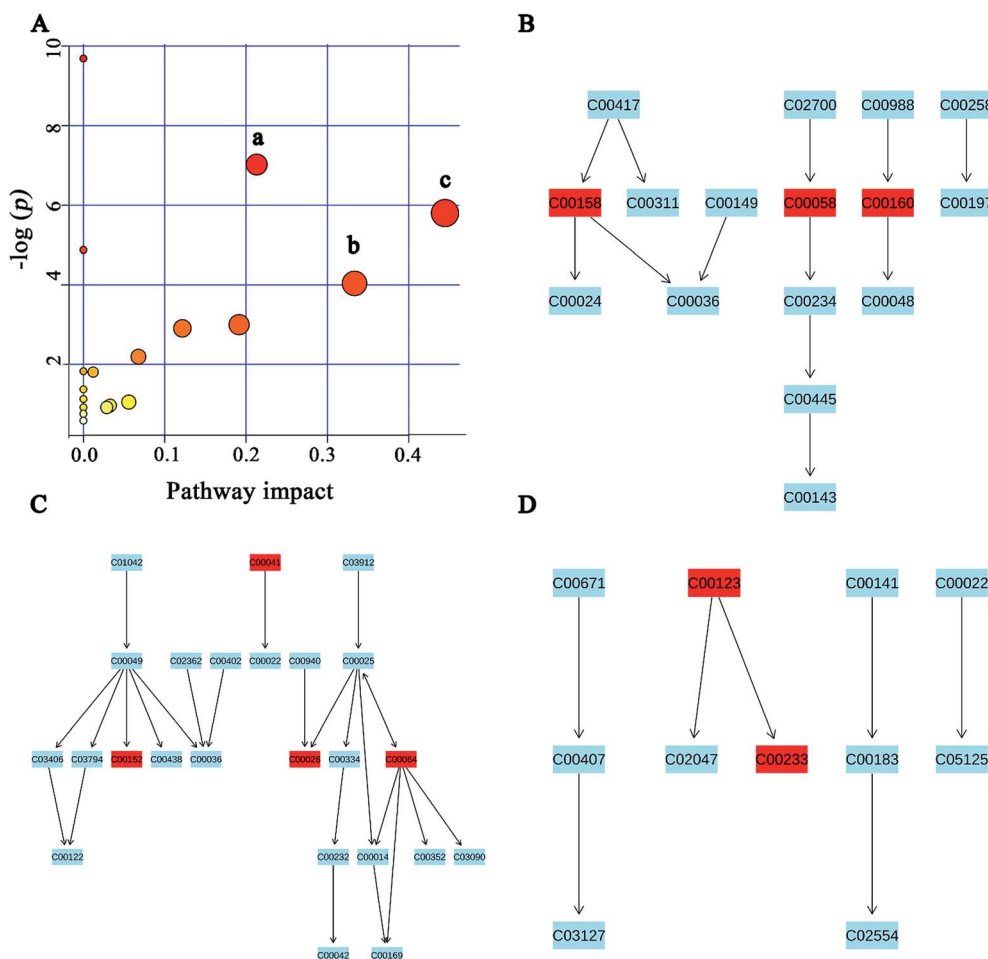 A
10
8
6
4
2
-log (p)
a
c
b
0.0 0.1 0.2 0.3 0.4
Pathway impact
B
C00417 C02700 C00988 C00258
C00158 C00311 C00149 C00058 C00160 C00197
C00024 C00036 C00234 C00048
C00445
C00143
C
C01042 C00041 C03912
C00049 C02362 C00402 C00022 C00940 C00025
C03406 C03794 C00152 C00438 C00036 C00026 C00334 C00064
C00122 C00232 C00014 C00352 C03090
C00042 C00169
D
C00671 C00123 C00141 C00022
C00407 C02047 C00233 C00183 C05125
C03127 C02554